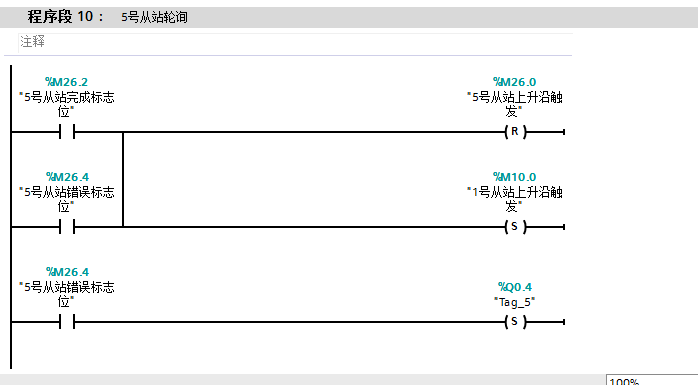 程序段 10 : 5号从站轮询
注释
%M26.2
"5号从站完成标志
位"
%M26.0
"5号从站上升沿触
发"
( R )
%M26.4
"5号从站错误标志
位"
%M10.0
"1号从站上升沿触
发"
( S )
%M26.4
"5号从站错误标志
位"
%Q0.4
"Tag_5"
( S )
100%